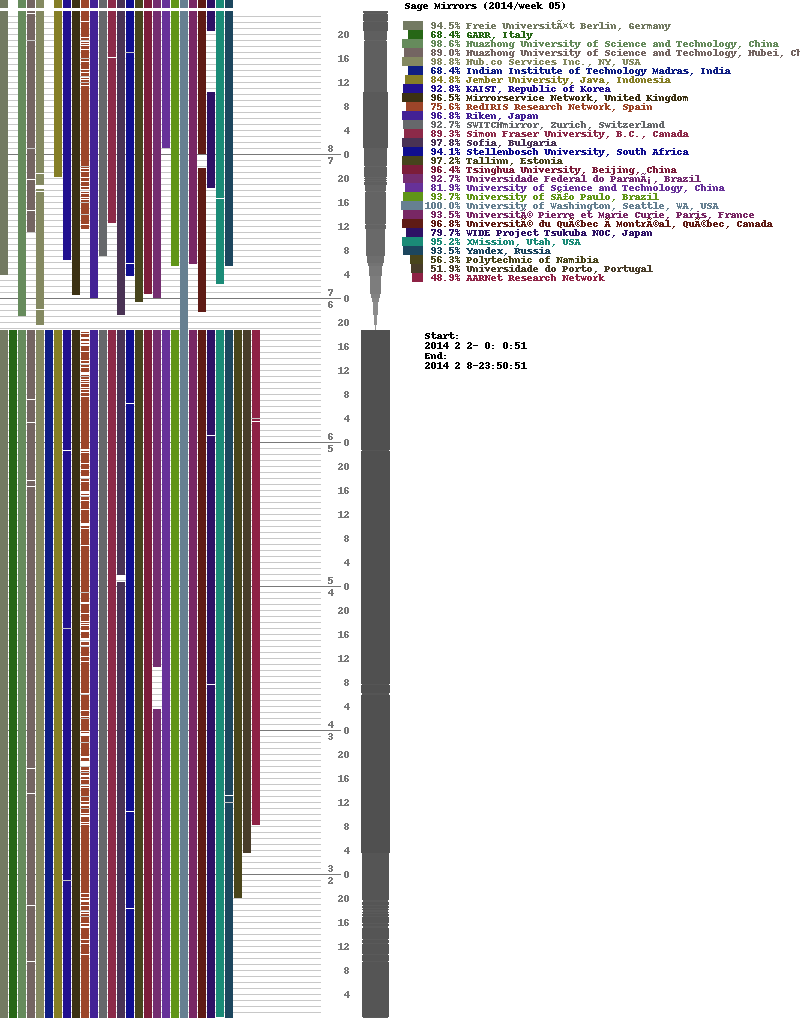 Sage Mirrors (2014/week 05)
94.5% Freie UniversitÃ¤t Berlin, Germany
68.4% GARR, Italy
98.6% Huazhong University of Science and Technology, China
89.0% Huazhong University of Science and Technology, Hubei, Ch
98.8% Hub.co Services Inc., NY, USA
68.4% Indian Institute of Technology Madras, India
84.8% Jember University, Java, Indonesia
92.8% KAIST, Republic of Korea
96.5% Mirrorservice Network, United Kingdom
75.6% RedIRIS Research Network, Spain
96.8% Riken, Japan
92.7% SWITCHmirror, Zurich, Switzerland
89.3% Simon Fraser University, B.C., Canada
97.8% Sofia, Bulgaria
94.1% Stellenbosch University, South Africa
97.2% Tallinn, Estonia
96.4% Tsinghua University, Beijing, China
92.7% Universidade Federal do ParanÃ¡, Brazil
81.9% University of Science and Technology, China
93.7% University of SÃ£o Paulo, Brazil
100.0% University of Washington, Seattle, WA, USA
93.5% UniversitÃ© Pierre et Marie Curie, Paris, France
96.8% UniversitÃ© du QuÃ©bec Ã MontrÃ©al, QuÃ©bec, Canada
79.7% WIDE Project Tsukuba NOC, Japan
95.2% XMission, Utah, USA
93.5% Yandex, Russia
56.3% Polytechnic of Namibia
51.9% Universidade do Porto, Portugal
48.9% AARNet Research Network
Start:
2014 2 2- 0: 0:51
End:
2014 2 8-23:50:51
20
16
12
8
4
8
0
7
20
16
12
8
4
7
0
6
20
16
12
8
4
6
0
5
20
16
12
8
4
5
0
4
20
16
12
8
4
4
0
3
20
16
12
8
4
3
0
2
20
16
12
8
4